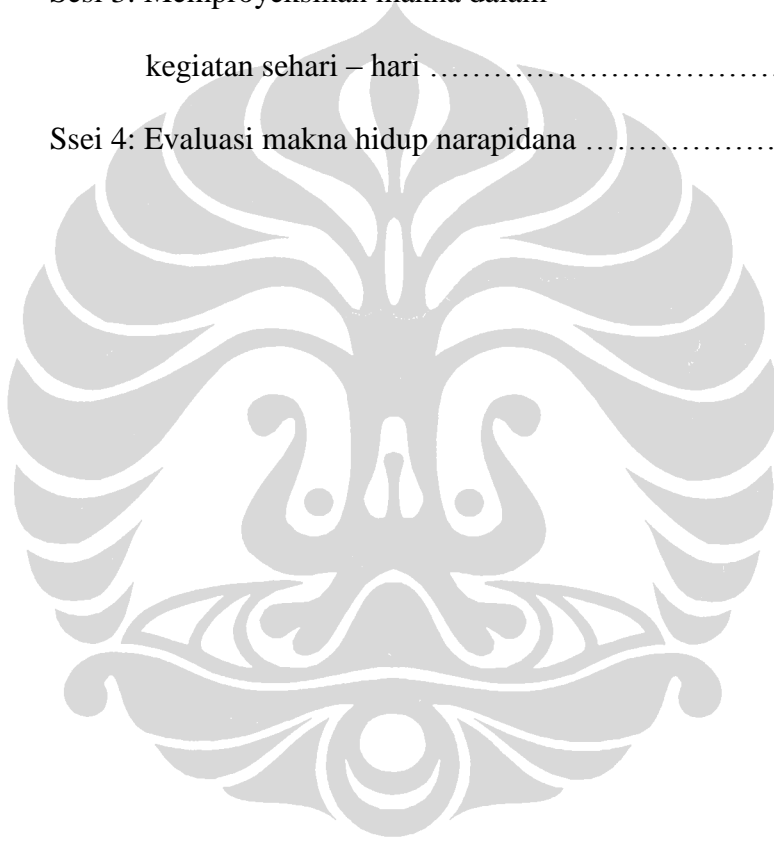 Sesi 3: Memproyeksikan makna dalam
kegiatan sehari – hari ……………………………
Ssei 4: Evaluasi makna hidup narapidana ………………